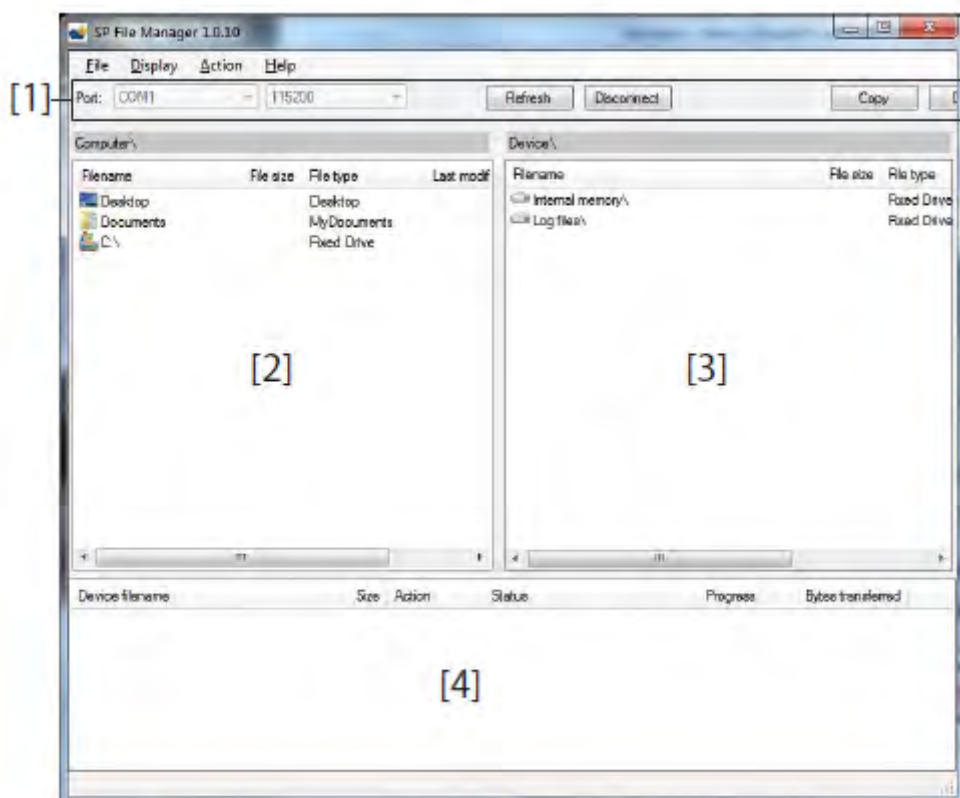 SP File Manager 1.0.10
File Display Action Help
[1] Port: COM1 115200 Refresh Disconnect Copy
Computer\ Device\
Filename File size File type Last modif Filename File size File type
Desktop Desktop Internal memory\ Fixed Drive
Documents MyDocuments Log files\ Fixed Drive
C:\ Fixed Drive
[2] [3]
Device filename Size Action Status Progress Bytes transferred
[4]